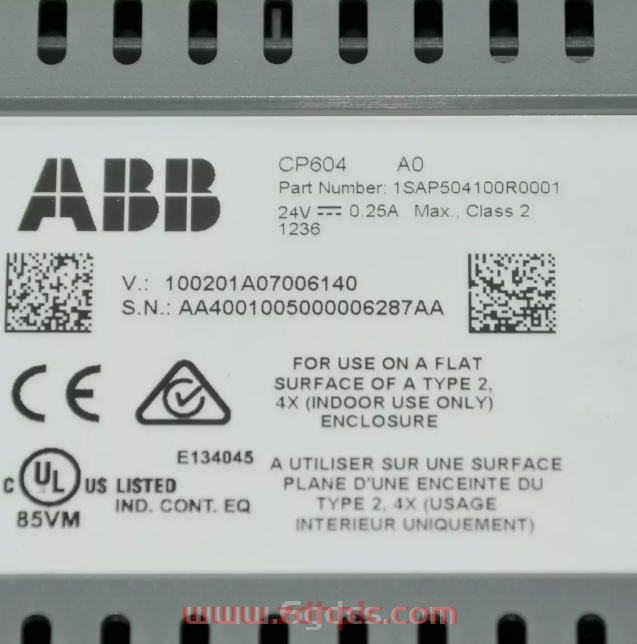 ABB
CP604 A0
Part Number: 1SAP504100R0001
24V ⎓ 0.25A Max., Class 2
1236
V.: 100201A07006140
S.N.: AA4001005000006287AA
CE
FOR USE ON A FLAT
SURFACE OF A TYPE 2,
4X (INDOOR USE ONLY)
ENCLOSURE
E134045
C UL US LISTED
IND. CONT. EQ
85VM
A UTILISER SUR UNE SURFACE
PLANE D'UNE ENCEINTE DU
TYPE 2, 4X (USAGE
INTERIEUR UNIQUEMENT)